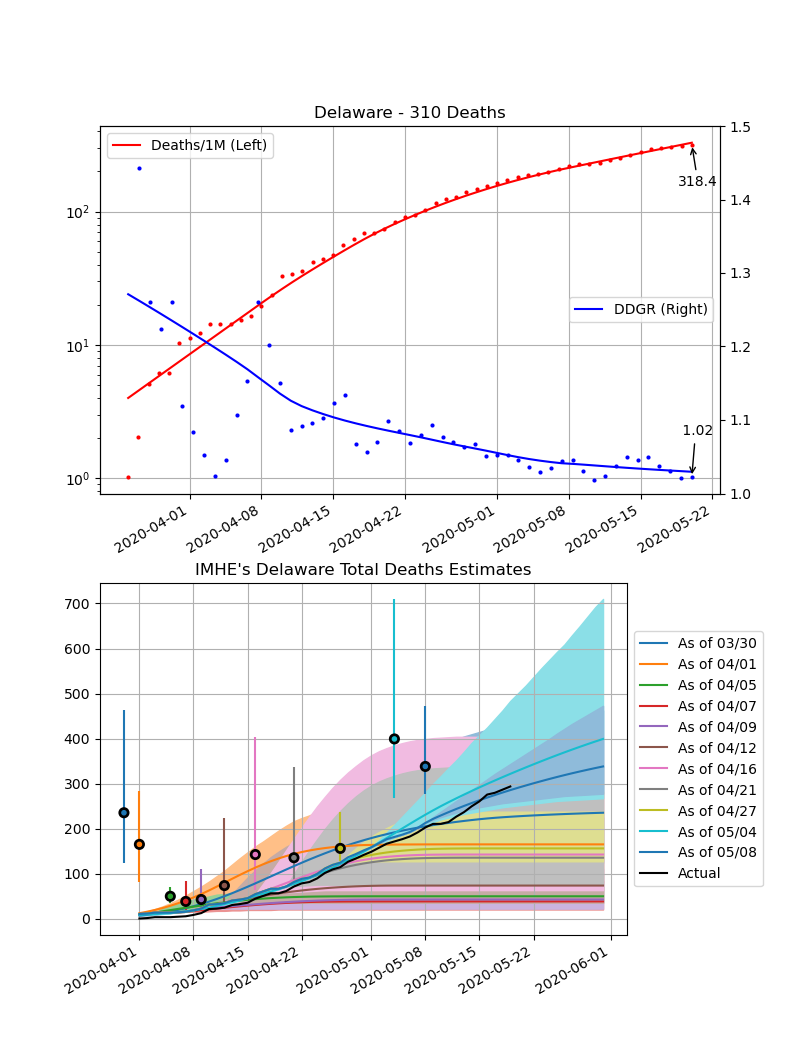 Delaware - 310 Deaths
Deaths/1M (Left)
DDGR (Right)
318.4
1.02
10²
10¹
10⁰
1.5
1.4
1.3
1.2
1.1
1.0
2020-04-01
2020-04-08
2020-04-15
2020-04-22
2020-05-01
2020-05-08
2020-05-15
2020-05-22
IMHE's Delaware Total Deaths Estimates
700
600
500
400
300
200
100
0
2020-04-01
2020-04-08
2020-04-15
2020-04-22
2020-05-01
2020-05-08
2020-05-15
2020-05-22
2020-06-01
As of 03/30
As of 04/01
As of 04/05
As of 04/07
As of 04/09
As of 04/12
As of 04/16
As of 04/21
As of 04/27
As of 05/04
As of 05/08
Actual